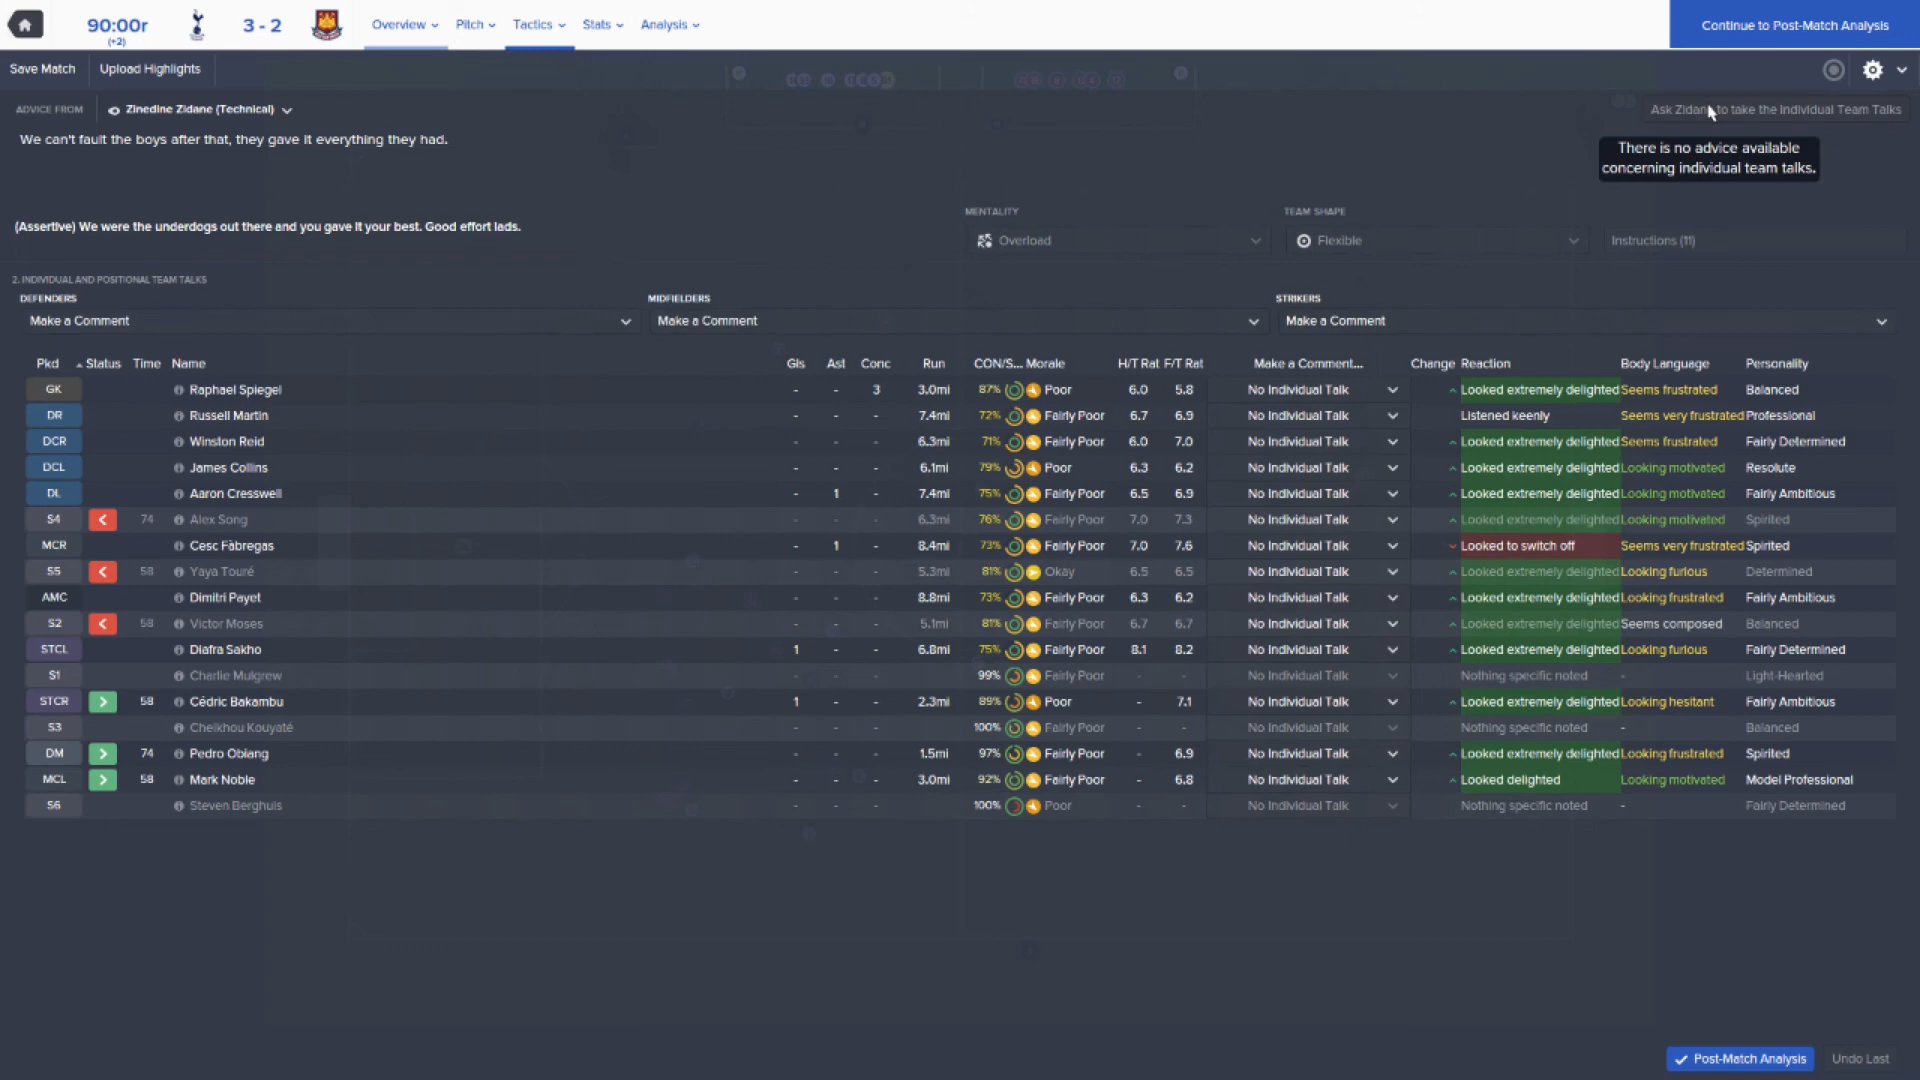 90:00r
(+2)
3 - 2
Overview
Pitch
Tactics
Stats
Analysis
Continue to Post-Match Analysis
Save Match
Upload Highlights
ADVICE FROM
Zinedine Zidane (Technical)
Ask Zidane to take the Individual Team Talks
We can't fault the boys after that, they gave it everything they had.
There is no advice available
concerning individual team talks.
(Assertive) We were the underdogs out there and you gave it your best. Good effort lads.
MENTALITY
TEAM SHAPE
Overload
Flexible
Instructions (11)
2. INDIVIDUAL AND POSITIONAL TEAM TALKS
DEFENDERS
MIDFIELDERS
STRIKERS
Make a Comment
Make a Comment
Make a Comment
Pkd Status Time Name Gls Ast Conc Run CON/S... Morale H/T Rat F/T Rat Make a Comment... Change Reaction Body Language Personality
GK Raphael Spiegel - - 3 3.0mi 87% Poor 6.0 5.8 No Individual Talk Looked extremely delighted Seems frustrated Balanced
DR Russell Martin - - - 7.4mi 72% Fairly Poor 6.7 6.9 No Individual Talk Listened keenly Seems very frustrated Professional
DCR Winston Reid - - - 6.3mi 71% Fairly Poor 6.0 7.0 No Individual Talk Looked extremely delighted Seems frustrated Fairly Determined
DCL James Collins - - - 6.1mi 79% Poor 6.3 6.2 No Individual Talk Looked extremely delighted Looking motivated Resolute
DL Aaron Cresswell - 1 - 7.4mi 75% Fairly Poor 6.5 6.9 No Individual Talk Looked extremely delighted Looking motivated Fairly Ambitious
S4 74 Alex Song - - - 6.3mi 76% Fairly Poor 7.0 7.3 No Individual Talk Looked extremely delighted Looking motivated Spirited
MCR Cesc Fàbregas - 1 - 8.4mi 73% Fairly Poor 7.0 7.6 No Individual Talk Looked to switch off Seems very frustrated Spirited
S5 58 Yaya Touré - - - 5.3mi 81% Okay 6.5 6.5 No Individual Talk Looked extremely delighted Looking furious Determined
AMC Dimitri Payet - - - 8.8mi 73% Fairly Poor 6.3 6.2 No Individual Talk Looked extremely delighted Looking frustrated Fairly Ambitious
S2 58 Victor Moses - - - 5.1mi 81% Fairly Poor 6.7 6.7 No Individual Talk Looked extremely delighted Seems composed Balanced
STCL Diafra Sakho 1 - - 6.8mi 75% Fairly Poor 8.1 8.2 No Individual Talk Looked extremely delighted Looking furious Fairly Determined
S1 Charlie Mulgrew - - - - 99% Fairly Poor - - No Individual Talk Nothing specific noted - Light-Hearted
STCR 58 Cédric Bakambu 1 - - 2.3mi 89% Poor - 7.1 No Individual Talk Looked extremely delighted Looking hesitant Fairly Ambitious
S3 Cheikhou Kouyaté - - - - 100% Fairly Poor - - No Individual Talk Nothing specific noted - Balanced
DM 74 Pedro Obiang - - - 1.5mi 97% Fairly Poor - 6.9 No Individual Talk Looked extremely delighted Looking frustrated Spirited
MCL 58 Mark Noble - - - 3.0mi 92% Fairly Poor - 6.8 No Individual Talk Looked delighted Looking motivated Model Professional
S6 Steven Berghuis - - - - 100% Poor - - No Individual Talk Nothing specific noted - Fairly Determined
Post-Match Analysis
Undo Last